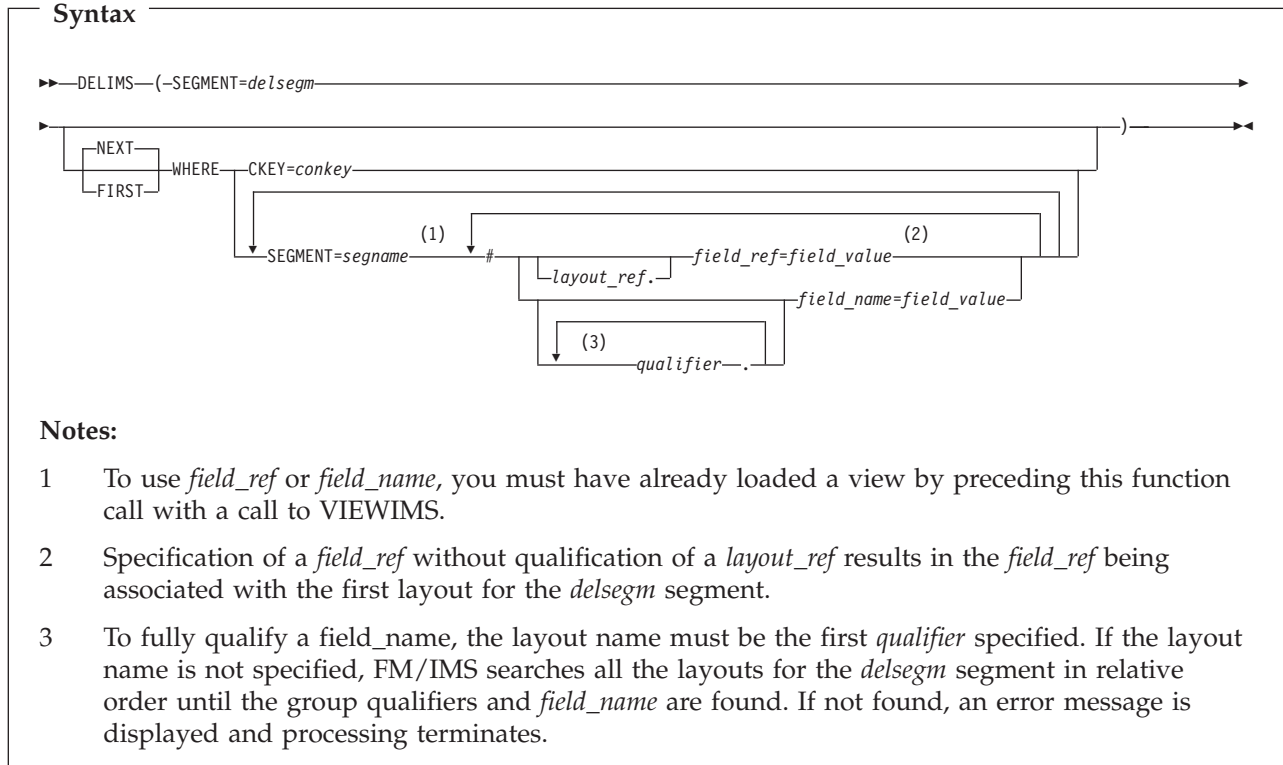 Syntax
►►—DELIMS—(—SEGMENT=delsegm—►
►—)—►◄
NEXT
WHERE—CKEY=conkey
FIRST
(1) (2)
SEGMENT=segname—#—field_ref=field_value
layout_ref.
field_name=field_value
(3)
qualifier—.
Notes:
1 To use field_ref or field_name, you must have already loaded a view by preceding this function
call with a call to VIEWIMS.
2 Specification of a field_ref without qualification of a layout_ref results in the field_ref being
associated with the first layout for the delsegm segment.
3 To fully qualify a field_name, the layout name must be the first qualifier specified. If the layout
name is not specified, FM/IMS searches all the layouts for the delsegm segment in relative
order until the group qualifiers and field_name are found. If not found, an error message is
displayed and processing terminates.